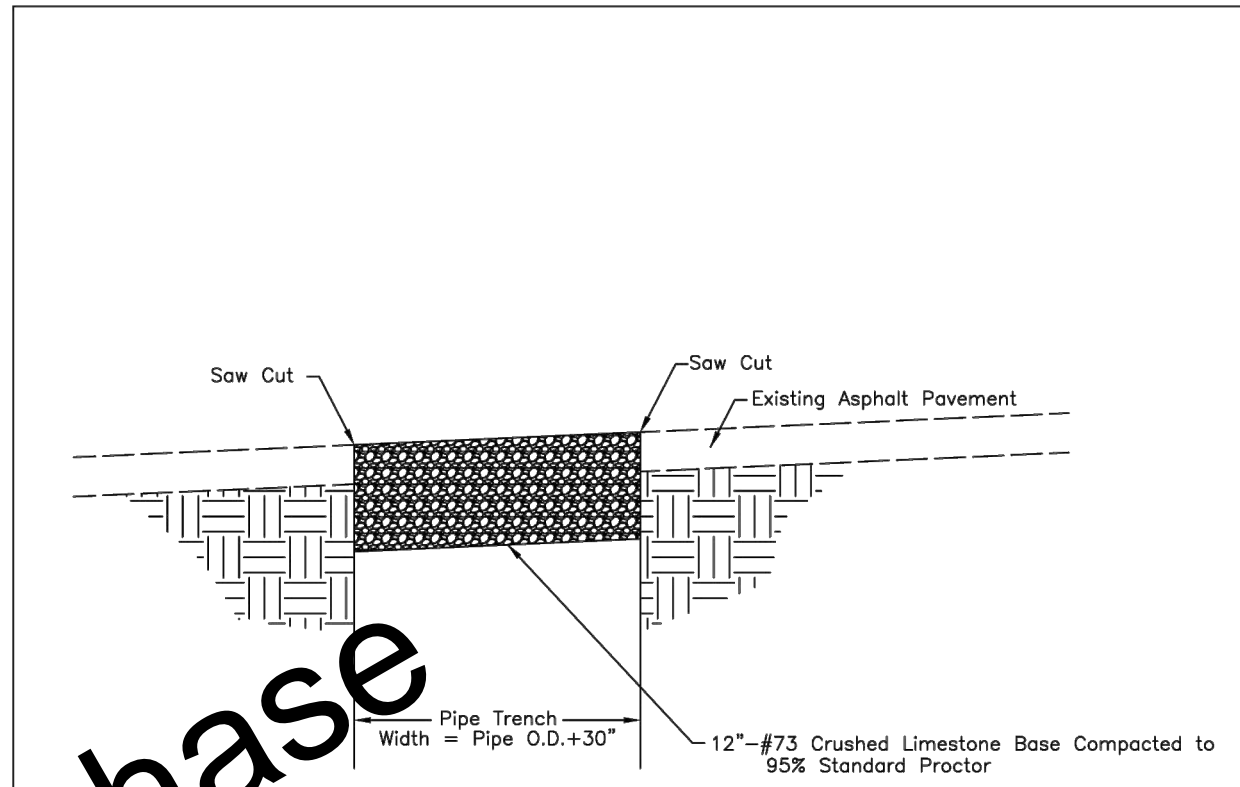 Saw Cut
Saw Cut
Existing Asphalt Pavement
Pipe Trench
Width = Pipe O.D.+30"
12"-#73 Crushed Limestone Base Compacted to
95% Standard Proctor